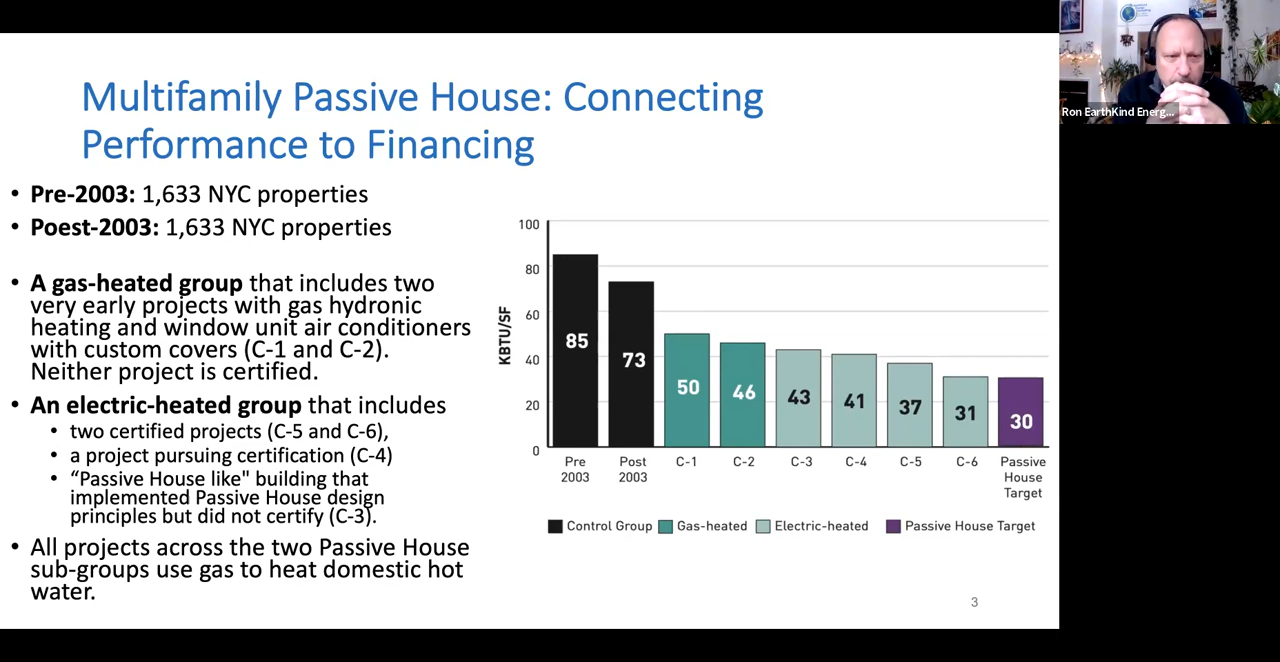 Multifamily Passive House: Connecting
Performance to Financing
• Pre-2003: 1,633 NYC properties
• Poest-2003: 1,633 NYC properties
• A gas-heated group that includes two
very early projects with gas hydronic
heating and window unit air conditioners
with custom covers (C-1 and C-2).
Neither project is certified.
• An electric-heated group that includes
• two certified projects (C-5 and C-6),
• a project pursuing certification (C-4)
• “Passive House like" building that
implemented Passive House design
principles but did not certify (C-3).
• All projects across the two Passive House
sub-groups use gas to heat domestic hot
water.
KBTU/SF
100
80
60
40
20
0
85
73
50
46
43
41
37
31
30
Pre
2003
Post
2003
C-1
C-2
C-3
C-4
C-5
C-6
Passive
House
Target
Control Group
Gas-heated
Electric-heated
Passive House Target
3
Ron EarthKind Energ...